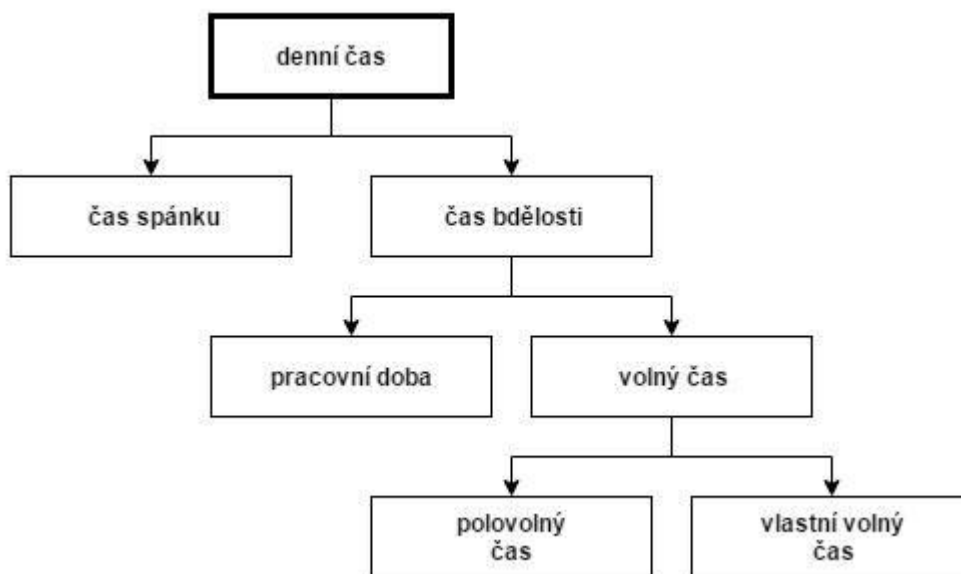 denní čas
čas spánku
čas bdělosti
pracovní doba
volný čas
polovolný
čas
vlastní volný
čas